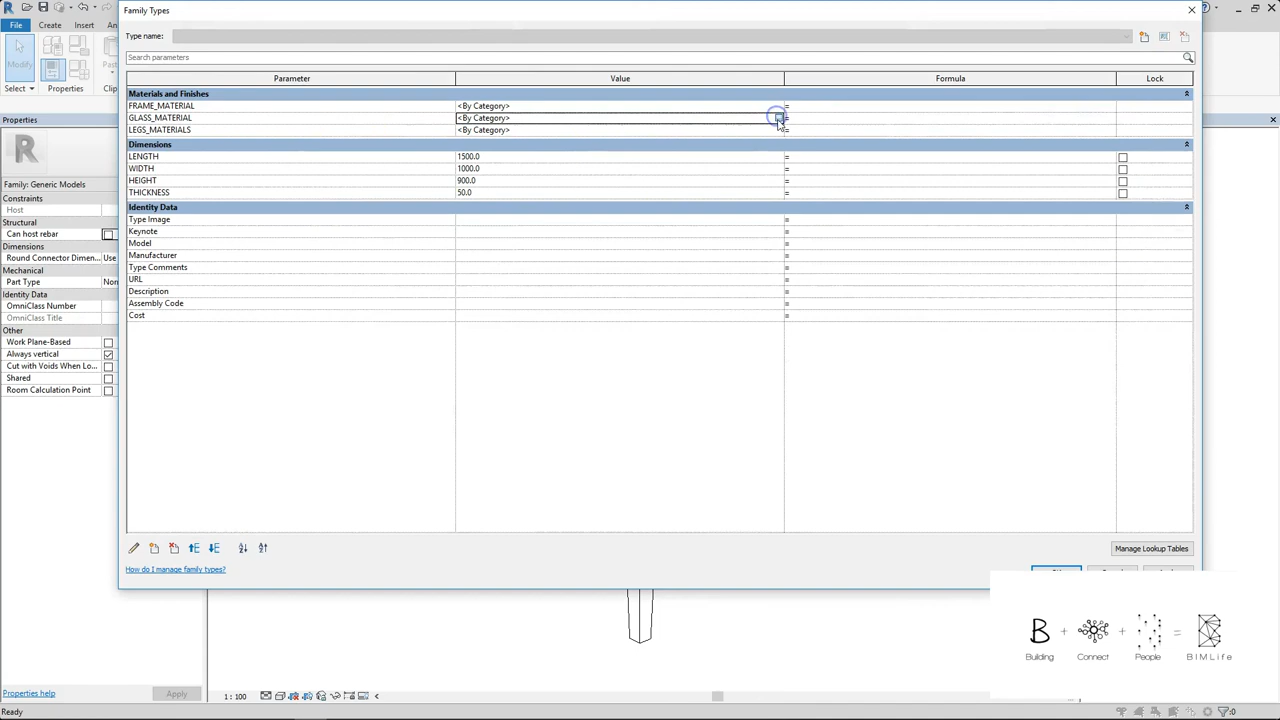 Family Types
File
Create
Insert
Type name:
Search parameters
Modify
Select
Properties
Parameter
Value
Formula
Lock
Materials and Finishes
FRAME_MATERIAL <By Category> =
GLASS_MATERIAL <By Category> =
LEGS_MATERIALS <By Category> =
Dimensions
LENGTH 1500.0 =
WIDTH 1000.0 =
HEIGHT 900.0 =
THICKNESS 50.0 =
Identity Data
Type Image =
Keynote =
Model =
Manufacturer =
Type Comments =
URL =
Description =
Assembly Code =
Cost =
Properties
Family: Generic Models
Constraints
Host
Structural
Can host rebar
Dimensions
Round Connector Dimen... Use
Mechanical
Part Type
Identity Data
OmniClass Number
OmniClass Title
Other
Work Plane-Based
Always vertical
Cut with Voids When Lo...
Shared
Room Calculation Point
Manage Lookup Tables
How do I manage family types?
B + + =
Building Connect People BIMLife
Properties help
Apply
1 : 100
Ready
:0